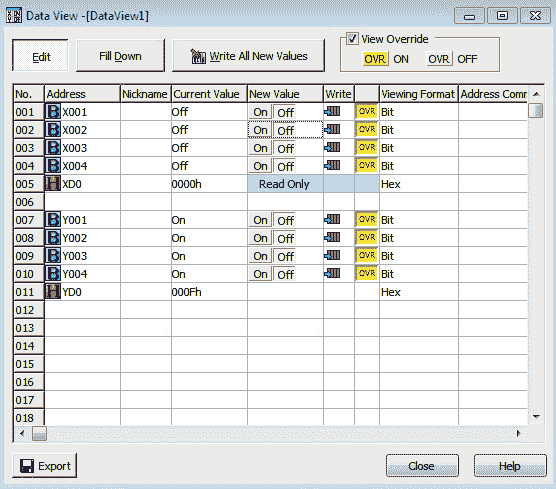 Data View -[DataView1]
Edit Fill Down Write All New Values View Override OVR ON OVR OFF
No. Address Nickname Current Value New Value Write Viewing Format Address Comm
001 X001 Off On Off OVR Bit
002 X002 Off On Off OVR Bit
003 X003 Off On Off OVR Bit
004 X004 Off On Off OVR Bit
005 XD0 0000h Read Only Hex
006
007 Y001 On On Off OVR Bit
008 Y002 On On Off OVR Bit
009 Y003 On On Off OVR Bit
010 Y004 On On Off OVR Bit
011 YD0 000Fh Hex
012
013
014
015
016
017
018
Export Close Help